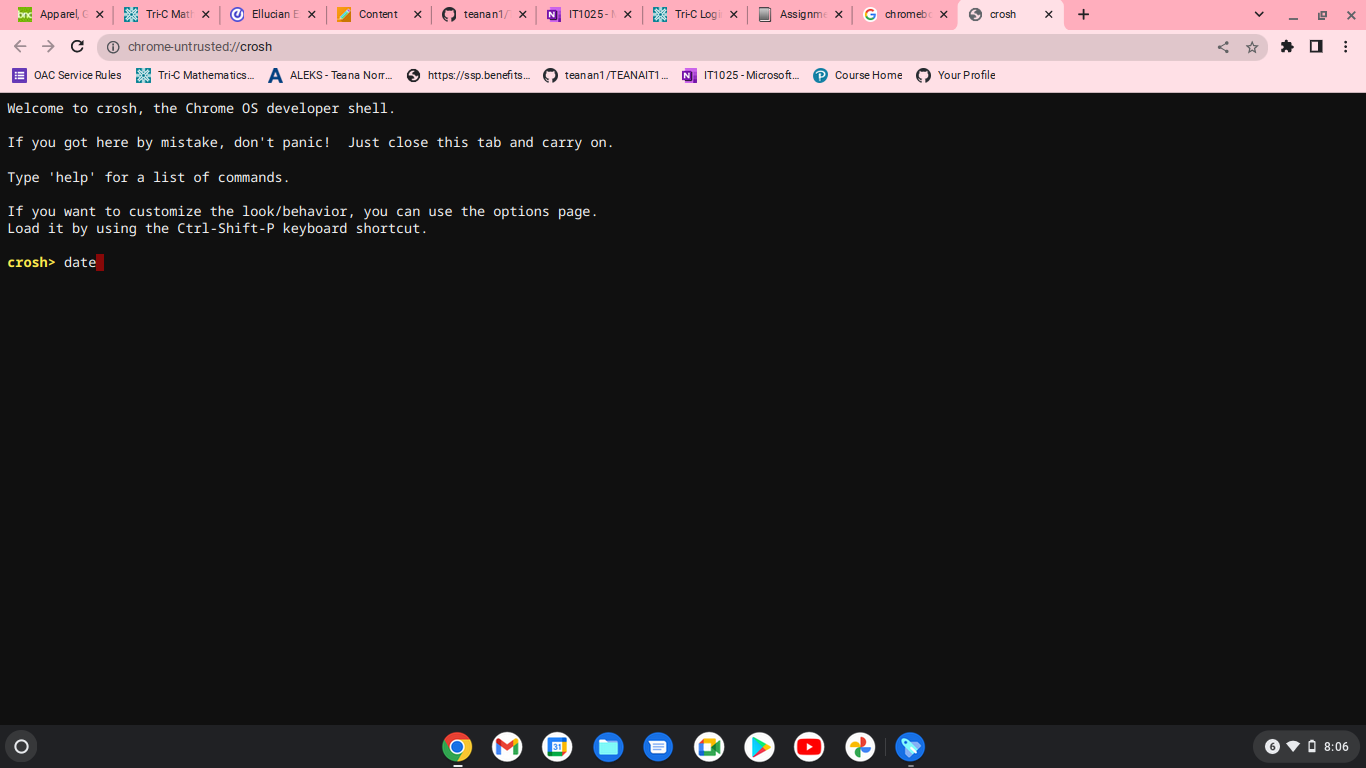 Apparel, G
Tri-C Math
Ellucian E
Content
teanan1/T
IT1025 - M
Tri-C Logi
Assignme
chromebo
crosh
chrome-untrusted://crosh
OAC Service Rules
Tri-C Mathematics...
ALEKS - Teana Norr...
https://ssp.benefits...
teanan1/TEANAIT1...
IT1025 - Microsoft...
Course Home
Your Profile
Welcome to crosh, the Chrome OS developer shell.
If you got here by mistake, don't panic!  Just close this tab and carry on.
Type 'help' for a list of commands.
If you want to customize the look/behavior, you can use the options page.
Load it by using the Ctrl-Shift-P keyboard shortcut.
crosh> date
31
6
8:06